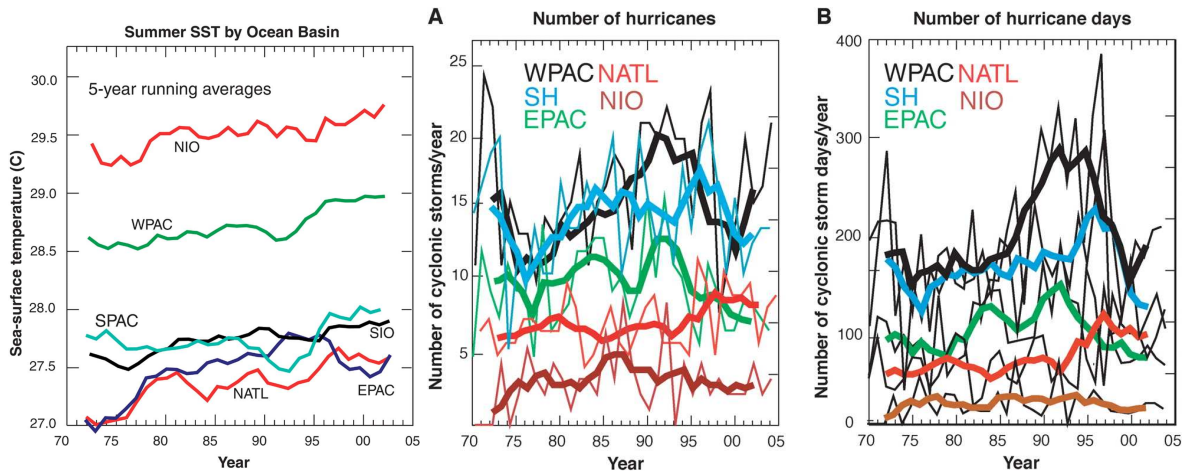 Summer SST by Ocean Basin
5-year running averages
Sea-surface temperature (C)
30.0
29.5
29.0
28.5
28.0
27.5
27.0
NIO
WPAC
SPAC
SIO
NATL
EPAC
70 75 80 85 90 95 00 05
Year
A
Number of hurricanes
Number of cyclonic storms/year
25
20
15
10
5
WPAC NATL
SH NIO
EPAC
70 75 80 85 90 95 00 05
Year
B
Number of hurricane days
Number of cyclonic storm days/year
400
300
200
100
0
WPAC NATL
SH NIO
EPAC
70 75 80 85 90 95 00 05
Year